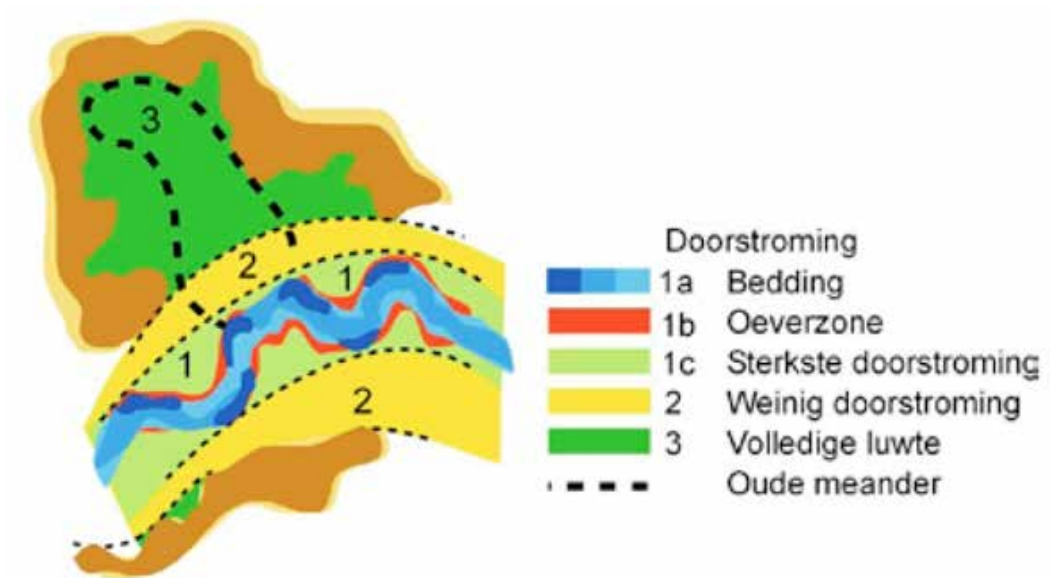 3
2
1
1
2
Doorstroming
1a Bedding
1b Oeverzone
1c Sterkste doorstroming
2 Weinig doorstroming
3 Volledige luwte
Oude meander